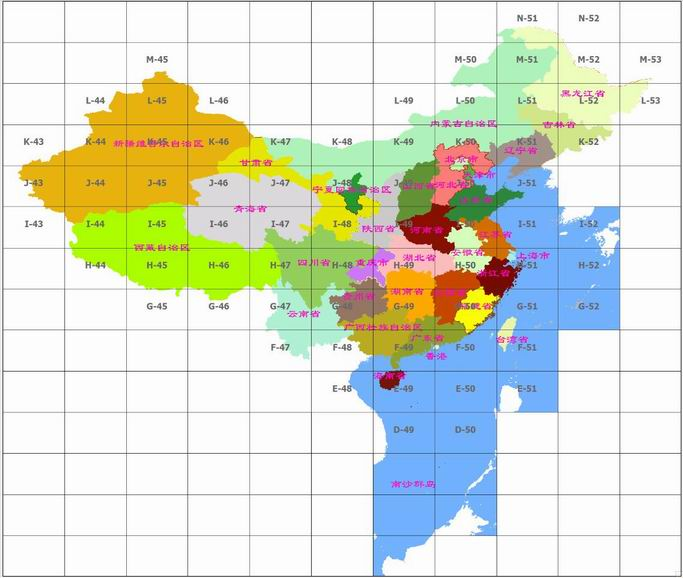 N-51 N-52
M-45 M-50 M-51 M-52 M-53
L-44 L-45 L-46 L-49 L-50 L-51 L-52 L-53
黑龙江省
内蒙古自治区 吉林省
K-43 K-44 K-45 K-46 K-47 K-48 K-49 K-50 K-52
新疆维吾尔自治区 辽宁省
甘肃省 北京市
天津市
J-43 J-44 J-45 J-46 J-47 J-48 J-51
宁夏回族自治区 山西省 河北省
山东省
青海省
I-43 I-44 I-45 I-46 I-47 I-48 I-51 I-52
陕西省 河南省 江苏省
西藏自治区 安徽省
湖北省 上海市
四川省 重庆市
H-44 H-45 H-46 H-47 H-48 H-49 H-50 H-51 H-52
浙江省
湖南省
贵州省
G-45 G-46 G-47 G-48 G-49 G-51 G-52
云南省
广西壮族自治区
广东省 台湾省
F-47 F-48 F-49 F-50 F-51
香港
海南省
E-48 E-49 E-50 E-51
D-49 D-50
南沙群岛